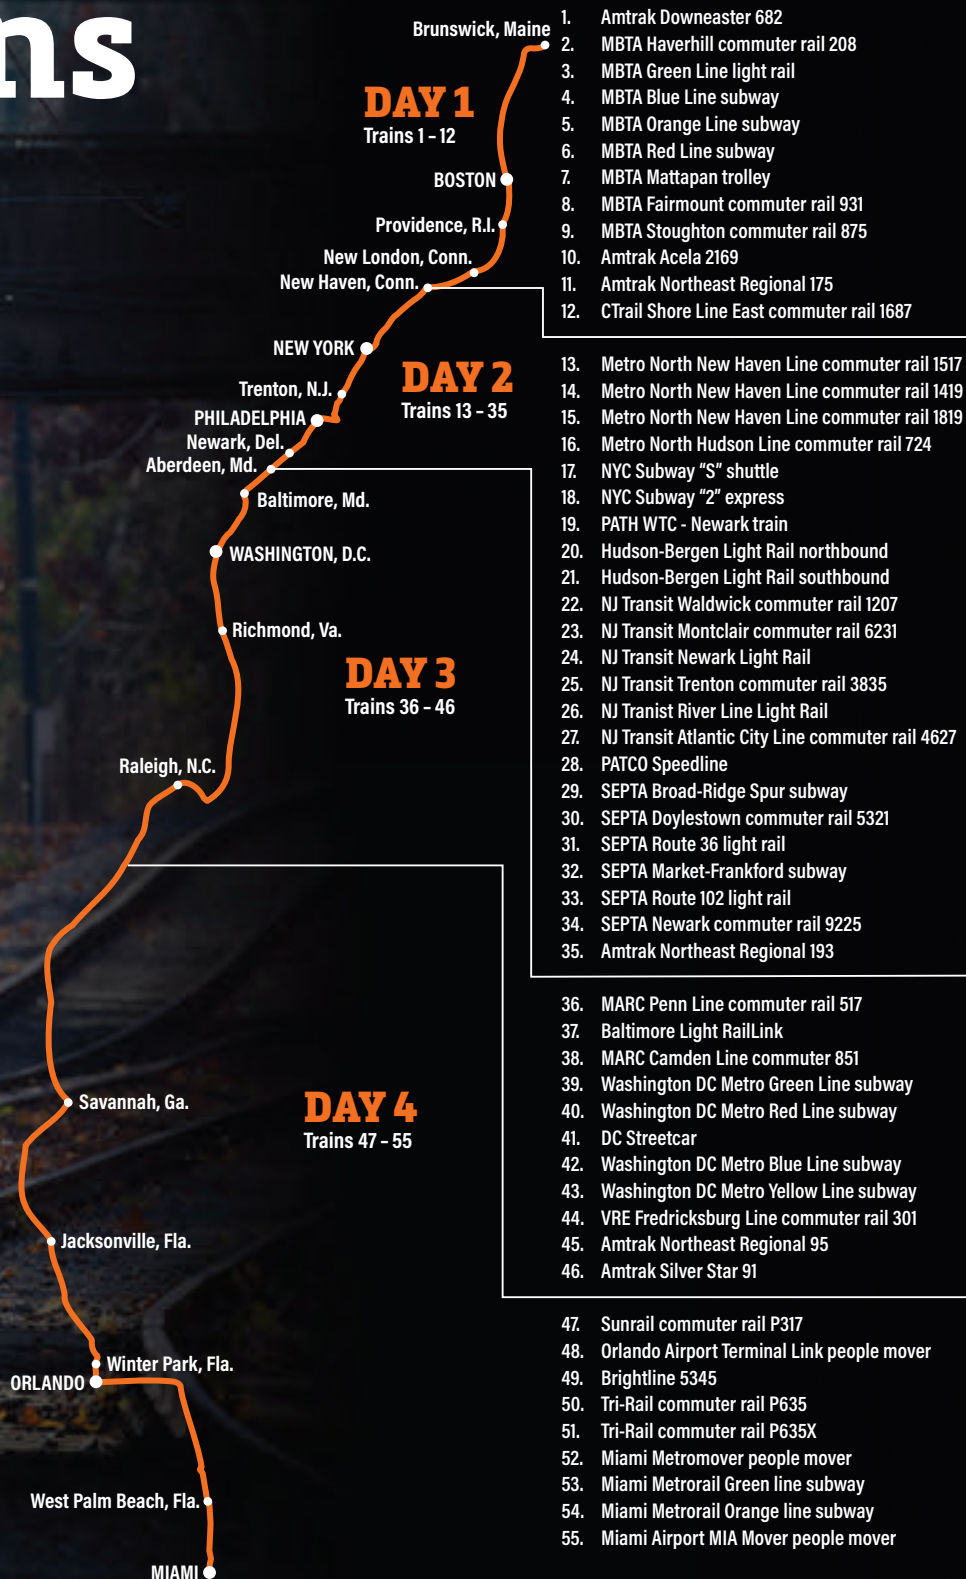 ns
Brunswick, Maine
DAY 1
Trains 1 – 12
BOSTON
Providence, R.I.
New London, Conn.
New Haven, Conn.
NEW YORK
DAY 2
Trains 13 – 35
Trenton, N.J.
PHILADELPHIA
Newark, Del.
Aberdeen, Md.
Baltimore, Md.
WASHINGTON, D.C.
Richmond, Va.
DAY 3
Trains 36 – 46
Raleigh, N.C.
Savannah, Ga.
DAY 4
Trains 47 – 55
Jacksonville, Fla.
Winter Park, Fla.
ORLANDO
West Palm Beach, Fla.
MIAMI
1. Amtrak Downeaster 682
2. MBTA Haverhill commuter rail 208
3. MBTA Green Line light rail
4. MBTA Blue Line subway
5. MBTA Orange Line subway
6. MBTA Red Line subway
7. MBTA Mattapan trolley
8. MBTA Fairmount commuter rail 931
9. MBTA Stoughton commuter rail 875
10. Amtrak Acela 2169
11. Amtrak Northeast Regional 175
12. CTrail Shore Line East commuter rail 1687
13. Metro North New Haven Line commuter rail 1517
14. Metro North New Haven Line commuter rail 1419
15. Metro North New Haven Line commuter rail 1819
16. Metro North Hudson Line commuter rail 724
17. NYC Subway “S” shuttle
18. NYC Subway “2” express
19. PATH WTC - Newark train
20. Hudson-Bergen Light Rail northbound
21. Hudson-Bergen Light Rail southbound
22. NJ Transit Waldwick commuter rail 1207
23. NJ Transit Montclair commuter rail 6231
24. NJ Transit Newark Light Rail
25. NJ Transit Trenton commuter rail 3835
26. NJ Tranist River Line Light Rail
27. NJ Transit Atlantic City Line commuter rail 4627
28. PATCO Speedline
29. SEPTA Broad-Ridge Spur subway
30. SEPTA Doylestown commuter rail 5321
31. SEPTA Route 36 light rail
32. SEPTA Market-Frankford subway
33. SEPTA Route 102 light rail
34. SEPTA Newark commuter rail 9225
35. Amtrak Northeast Regional 193
36. MARC Penn Line commuter rail 517
37. Baltimore Light RailLink
38. MARC Camden Line commuter 851
39. Washington DC Metro Green Line subway
40. Washington DC Metro Red Line subway
41. DC Streetcar
42. Washington DC Metro Blue Line subway
43. Washington DC Metro Yellow Line subway
44. VRE Fredricksburg Line commuter rail 301
45. Amtrak Northeast Regional 95
46. Amtrak Silver Star 91
47. Sunrail commuter rail P317
48. Orlando Airport Terminal Link people mover
49. Brightline 5345
50. Tri-Rail commuter rail P635
51. Tri-Rail commuter rail P635X
52. Miami Metromover people mover
53. Miami Metrorail Green line subway
54. Miami Metrorail Orange line subway
55. Miami Airport MIA Mover people mover